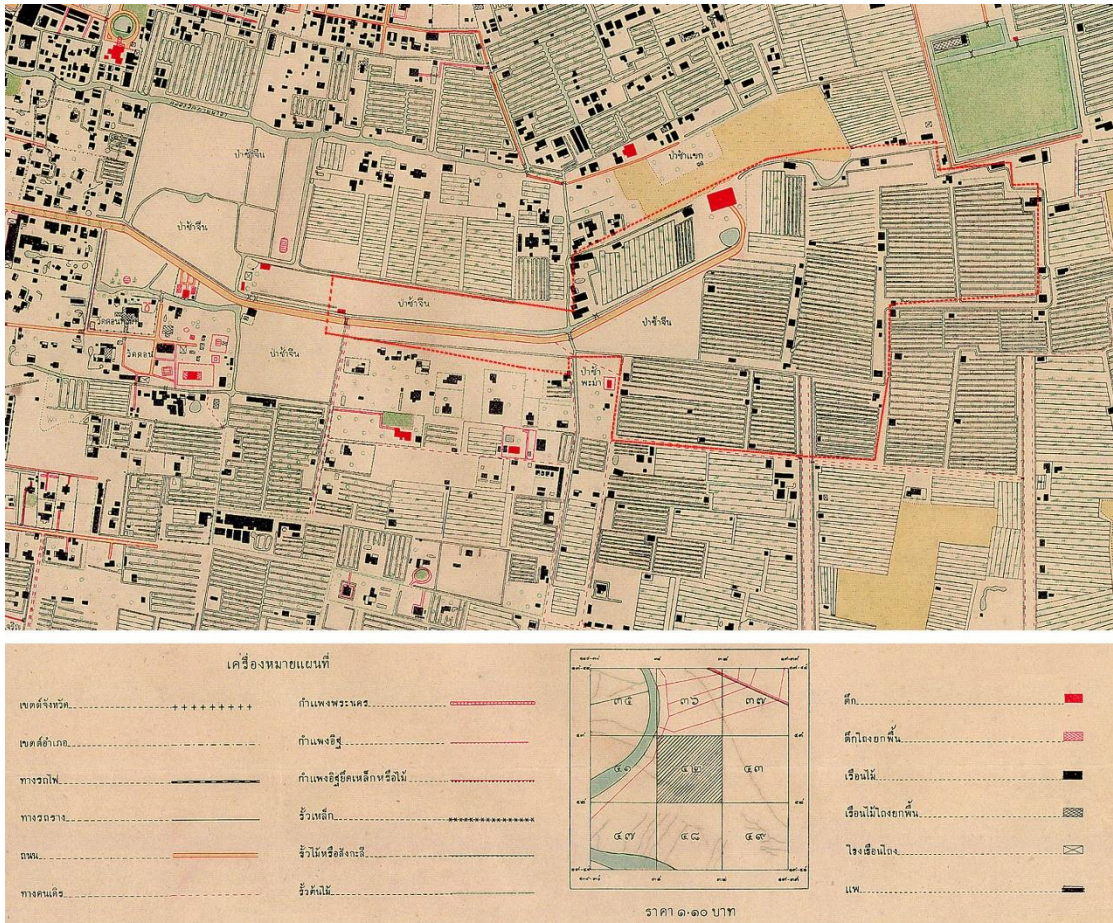 ป่าช้าจีน
ป่าช้าแขก
ป่าช้าจีน
ป่าช้าจีน
ป่าช้าจีน
วัดดอน
ป่าช้าจีน
ป่าช้า
พะม่า
เครื่องหมายแผนที่
เขตต์จังหวัด
เขตต์อำเภอ
ทางรถไฟ
ทางรถราง
ถนน
ทางคนเดิร
กำแพงพระนคร
กำแพงอิฐ
กำแพงอิฐยึดเหล็กหรือไม้
รั้วเหล็ก
รั้วไม้หรือสังกะสี
รั้วต้นไม้
๓๕ ๓๖ ๓๗
๔๑ ๔๒ ๔๓
๔๗ ๔๘ ๔๙
ราคา ๑·๑๐ บาท
ตึก
ตึกโถงยกพื้น
เรือนไม้
เรือนไม้โถงยกพื้น
โรงเรือนโถง
แพ